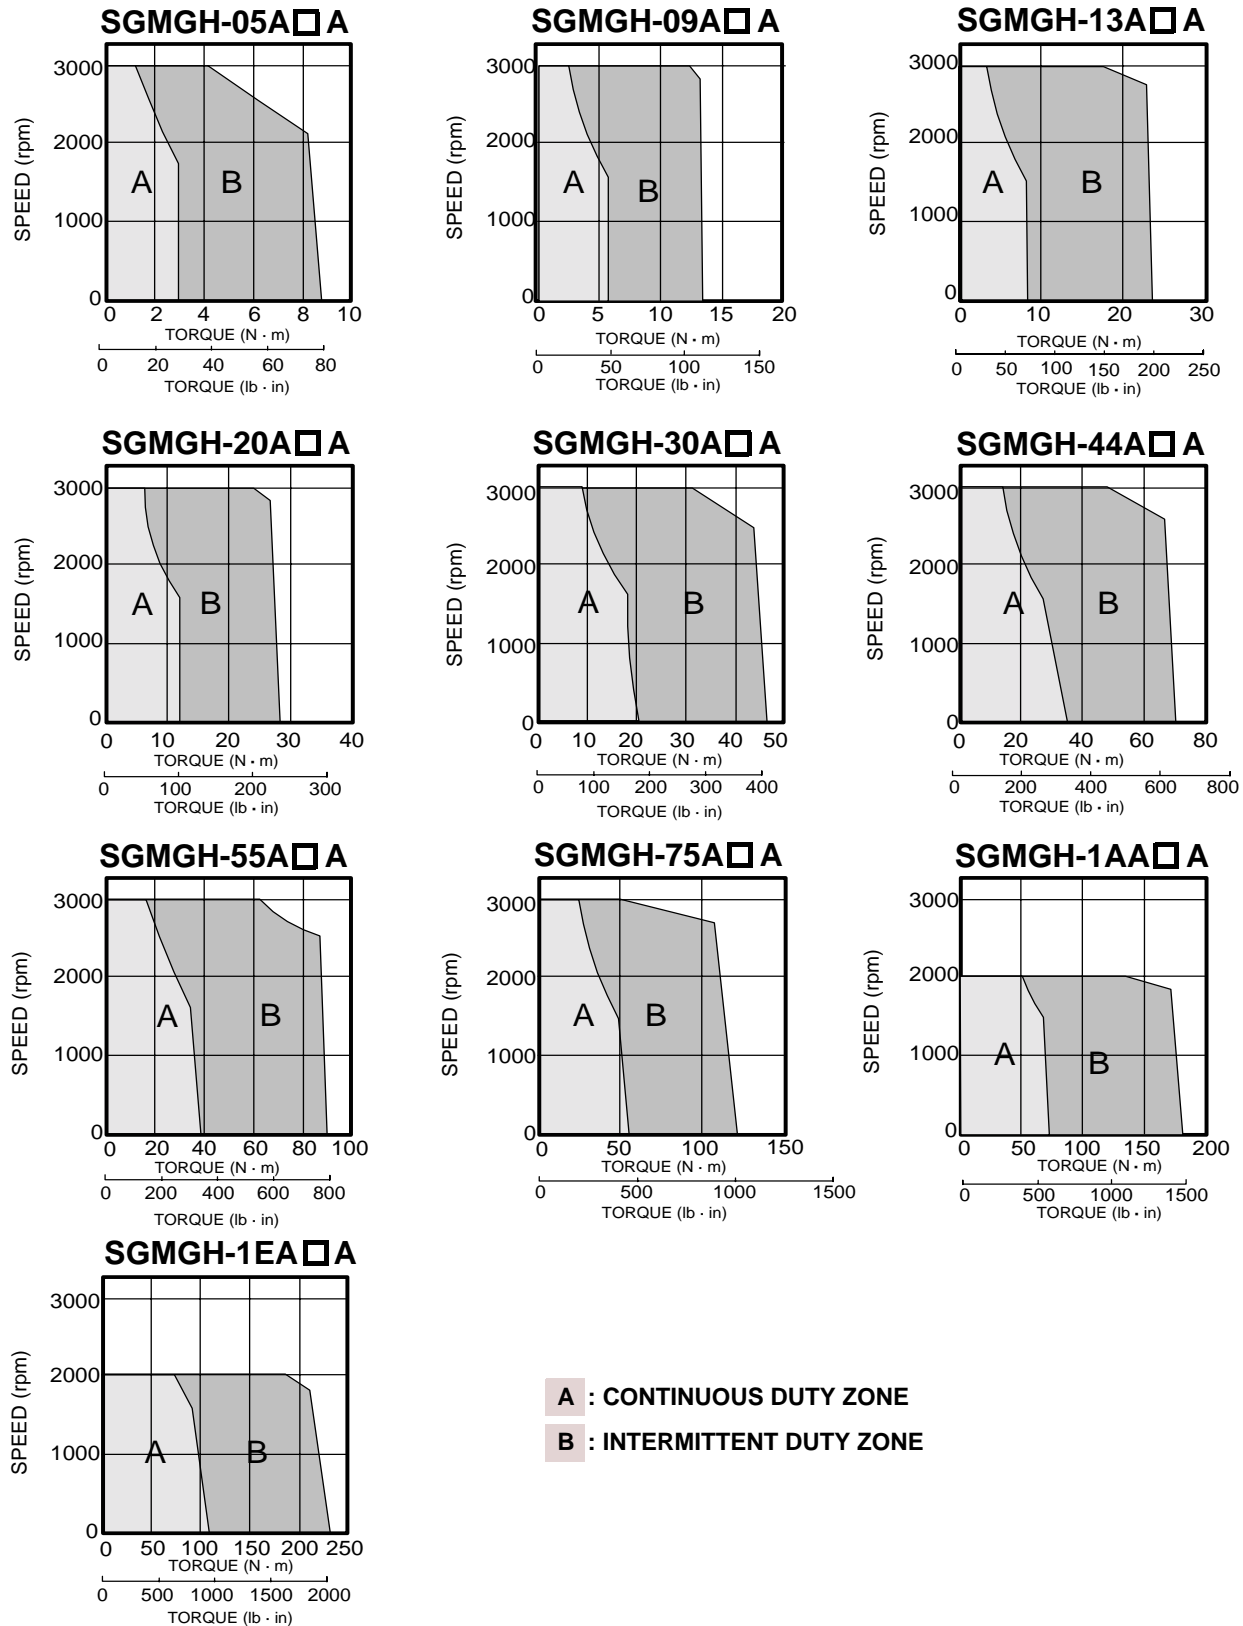 SGMGH-05A□A
SPEED (rpm)
3000
2000
1000
0
A
B
0 2 4 6 8 10
TORQUE (N · m)
0 20 40 60 80
TORQUE (lb · in)
SGMGH-09A□A
SPEED (rpm)
3000
2000
1000
0
A
B
0 5 10 15 20
TORQUE (N · m)
0 50 100 150
TORQUE (lb · in)
SGMGH-13A□A
SPEED (rpm)
3000
2000
1000
0
A
B
0 10 20 30
TORQUE (N · m)
0 50 100 150 200 250
TORQUE (lb · in)
SGMGH-20A□A
SPEED (rpm)
3000
2000
1000
0
A
B
0 10 20 30 40
TORQUE (N · m)
0 100 200 300
TORQUE (lb · in)
SGMGH-30A□A
SPEED (rpm)
3000
2000
1000
0
A
B
0 10 20 30 40 50
TORQUE (N · m)
0 100 200 300 400
TORQUE (lb · in)
SGMGH-44A□A
SPEED (rpm)
3000
2000
1000
0
A
B
0 20 40 60 80
TORQUE (N · m)
0 200 400 600 800
TORQUE (lb · in)
SGMGH-55A□A
SPEED (rpm)
3000
2000
1000
0
A
B
0 20 40 60 80 100
TORQUE (N · m)
0 200 400 600 800
TORQUE (lb · in)
SGMGH-75A□A
SPEED (rpm)
3000
2000
1000
0
A
B
0 50 100 150
TORQUE (N · m)
0 500 1000 1500
TORQUE (lb · in)
SGMGH-1AA□A
SPEED (rpm)
3000
2000
1000
0
A
B
0 50 100 150 200
TORQUE (N · m)
0 500 1000 1500
TORQUE (lb · in)
SGMGH-1EA□A
SPEED (rpm)
3000
2000
1000
0
A
B
0 50 100 150 200 250
TORQUE (N · m)
0 500 1000 1500 2000
TORQUE (lb · in)
A : CONTINUOUS DUTY ZONE
B : INTERMITTENT DUTY ZONE